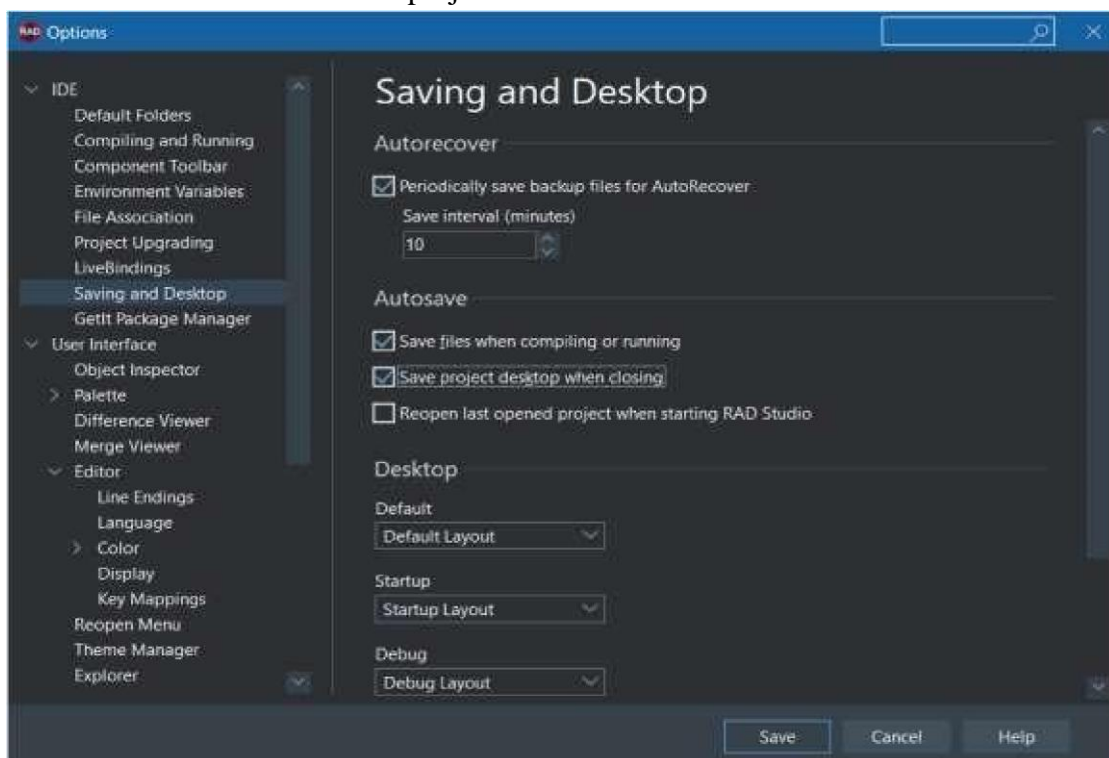 RAD Options
IDE
Default Folders
Compiling and Running
Component Toolbar
Environment Variables
File Association
Project Upgrading
LiveBindings
Saving and Desktop
GetIt Package Manager
User Interface
Object Inspector
Palette
Difference Viewer
Merge Viewer
Editor
Line Endings
Language
Color
Display
Key Mappings
Reopen Menu
Theme Manager
Explorer
Saving and Desktop
Autorecover
Periodically save backup files for AutoRecover
Save interval (minutes)
10
Autosave
Save files when compiling or running
Save project desktop when closing
Reopen last opened project when starting RAD Studio
Desktop
Default
Default Layout
Startup
Startup Layout
Debug
Debug Layout
Save Cancel Help